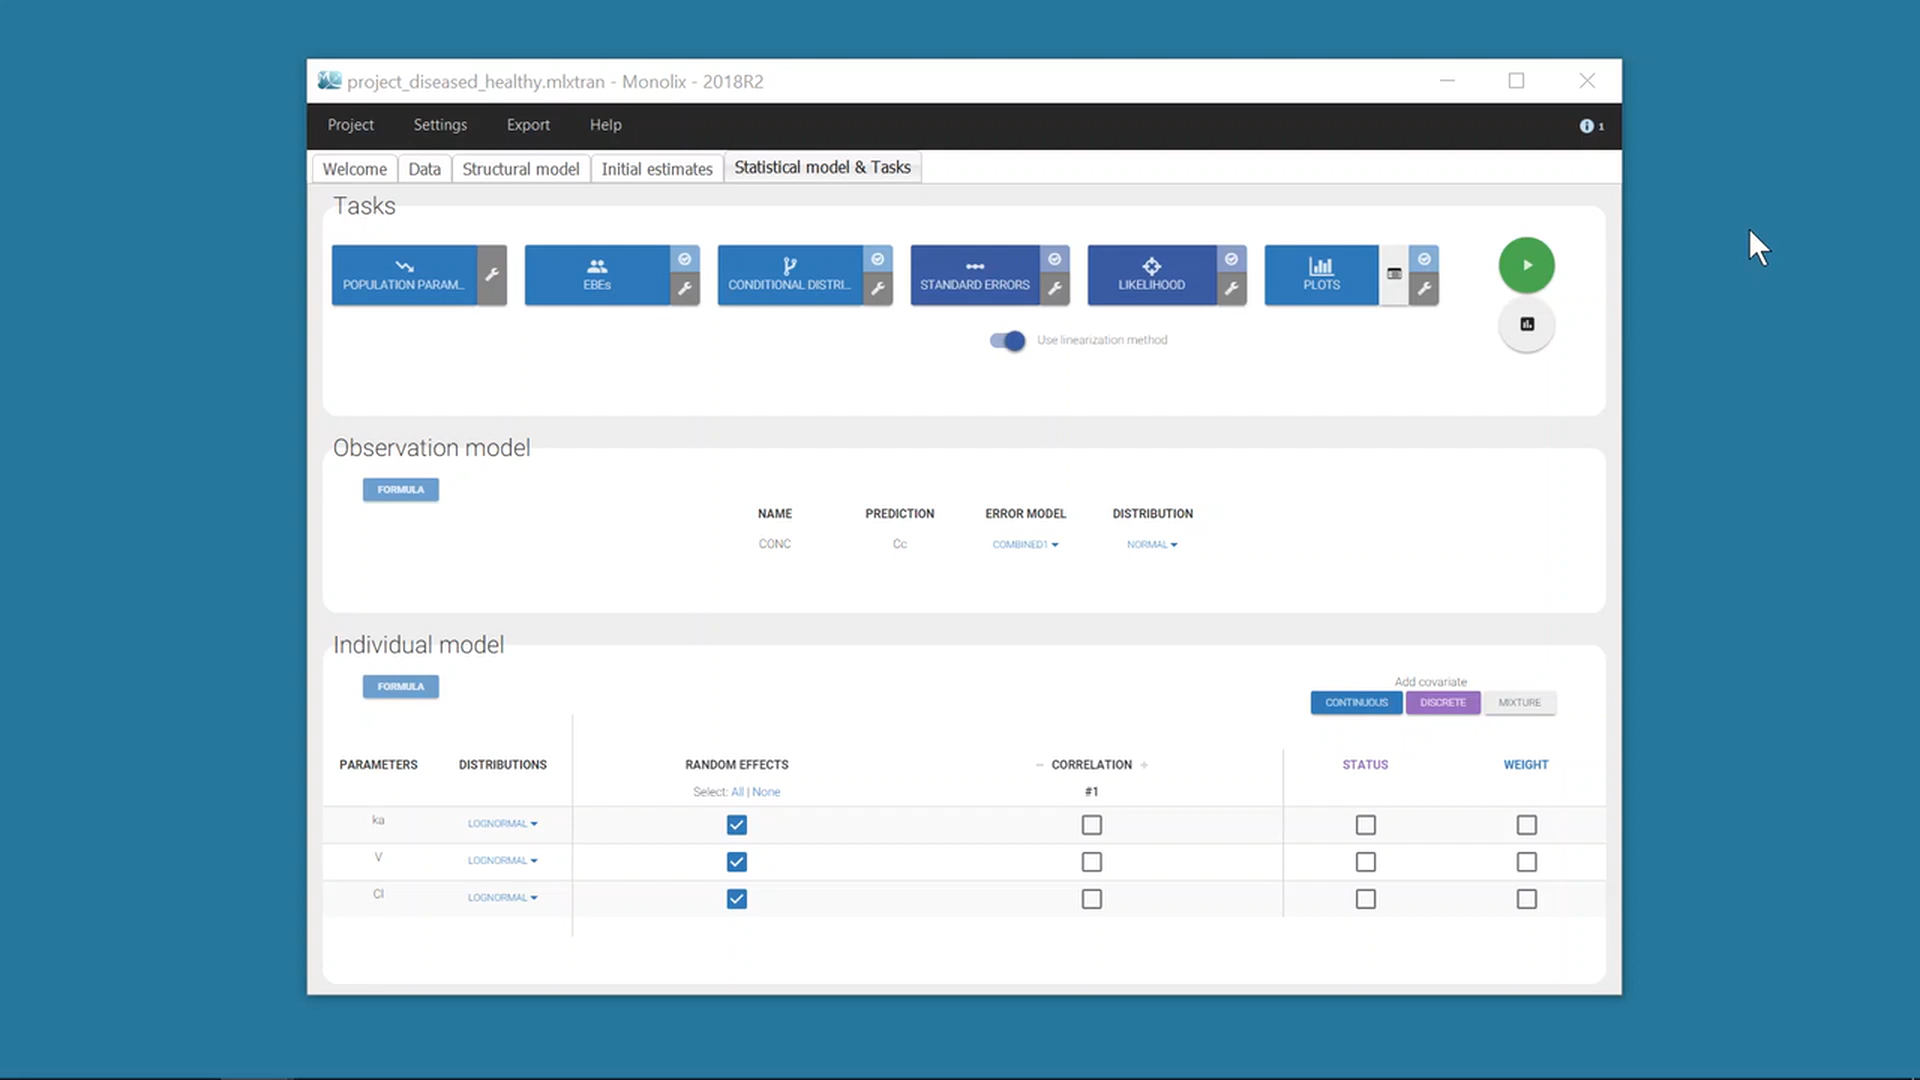 project_diseased_healthy.mlxtran - Monolix - 2018R2
Project Settings Export Help 1
Welcome Data Structural model Initial estimates Statistical model & Tasks
Tasks
POPULATION PARAM... EBEs CONDITIONAL DISTRI... STANDARD ERRORS LIKELIHOOD PLOTS
Use linearization method
Observation model
FORMULA
NAME PREDICTION ERROR MODEL DISTRIBUTION
CONC Cc COMBINED1 NORMAL
Individual model
FORMULA
Add covariate
CONTINUOUS DISCRETE MIXTURE
PARAMETERS DISTRIBUTIONS RANDOM EFFECTS - CORRELATION + STATUS WEIGHT
Select: All | None #1
ka LOGNORMAL
V LOGNORMAL
Cl LOGNORMAL